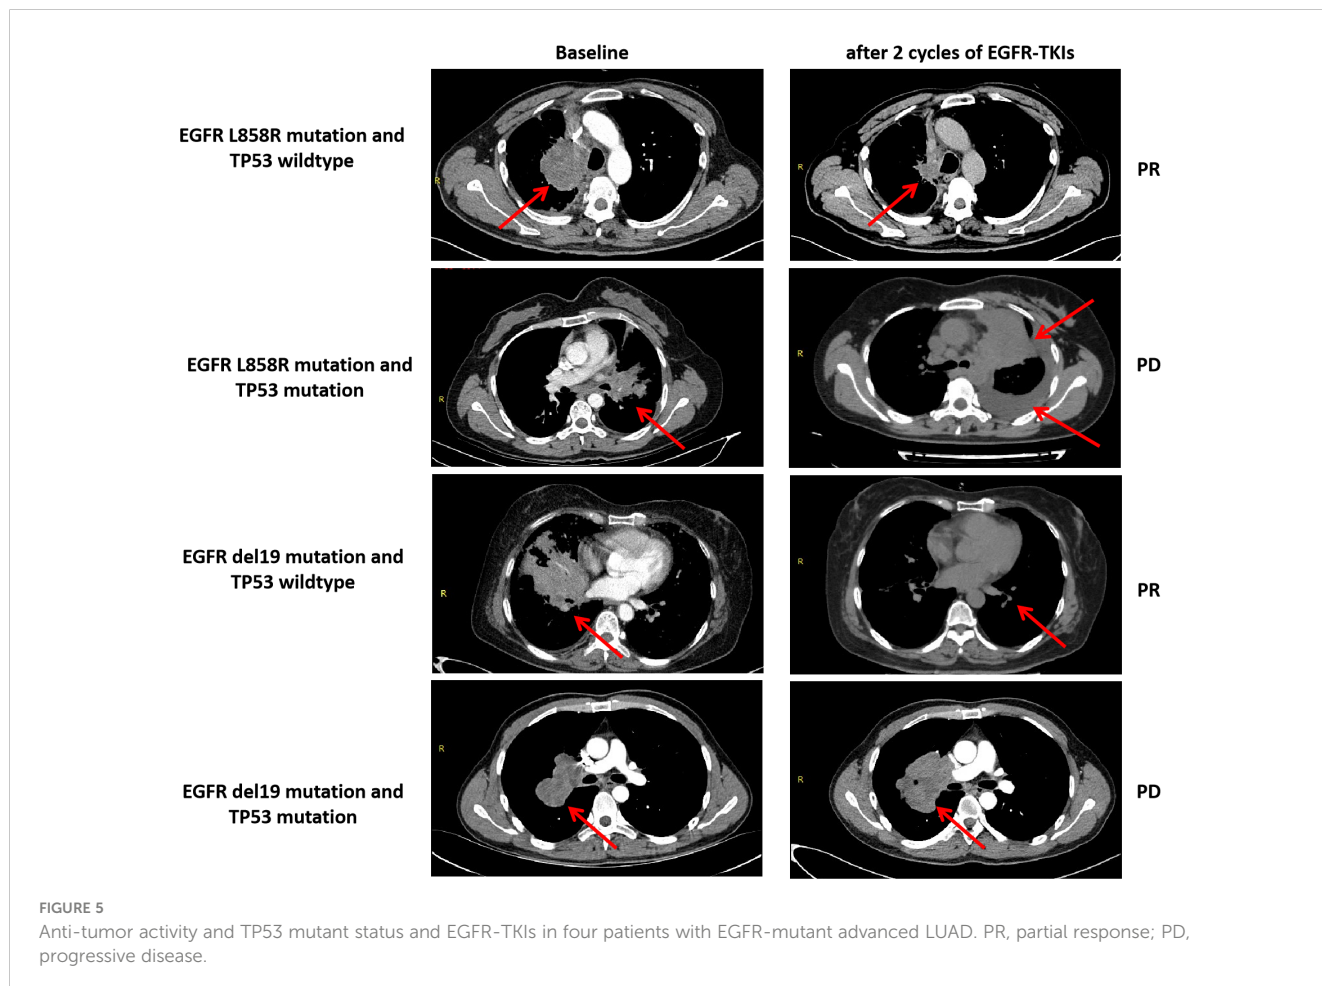 Baseline
after 2 cycles of EGFR-TKIs
EGFR L858R mutation and
TP53 wildtype
R
R
PR
EGFR L858R mutation and
TP53 mutation
R
R
PD
EGFR del19 mutation and
TP53 wildtype
R
R
PR
EGFR del19 mutation and
TP53 mutation
R
R
PD
FIGURE 5
Anti-tumor activity and TP53 mutant status and EGFR-TKIs in four patients with EGFR-mutant advanced LUAD. PR, partial response; PD,
progressive disease.